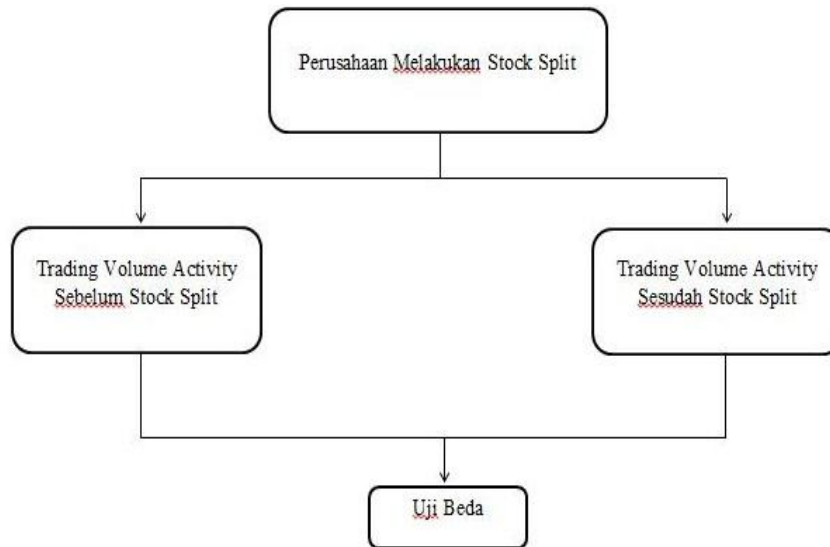 Perusahaan Melakukan Stock Split
Trading Volume Activity
Sebelum Stock Split
Trading Volume Activity
Sesudah Stock Split
Uji Beda